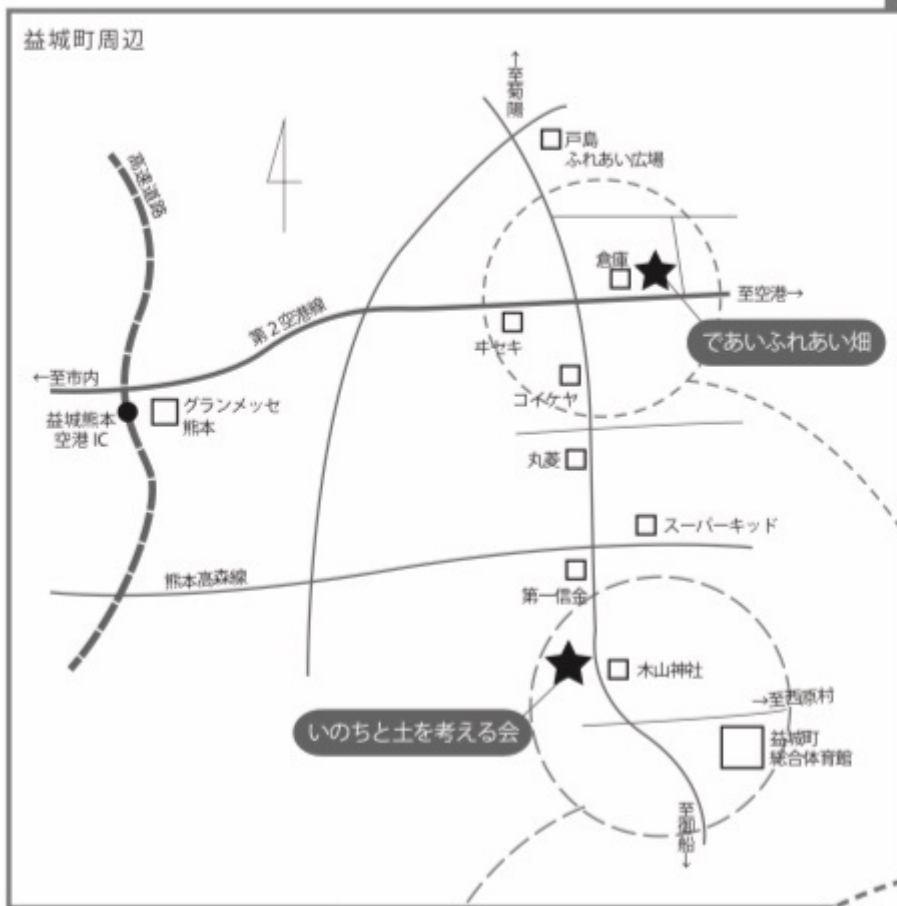 益城町周辺
←至菊陽
戸島
ふれあい広場
高速道路
倉庫
至空港→
第2空港線
ヰセキ
であいふれあい畑
←至市内
グランメッセ
熊本
益城熊本
空港IC
コイケヤ
丸菱
スーパーキッド
熊本高森線
第一信金
木山神社
→至西原村
いのちと土を考える会
益城町
総合体育館
至御船→